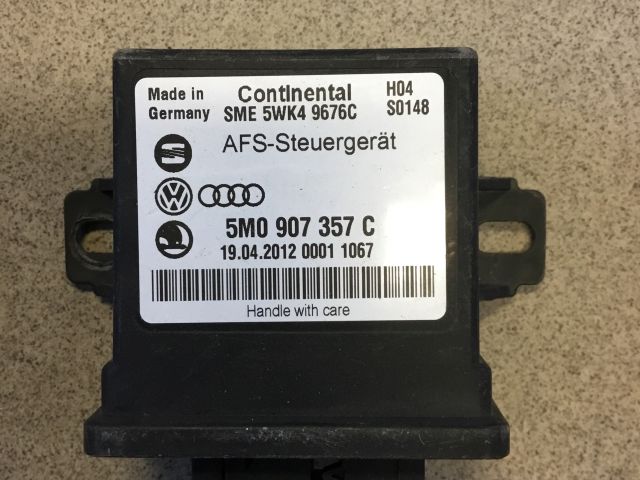 Made in Germany
Continental
SME 5WK4 9676C
H04
S0148
AFS-Steuergerät
5M0 907 357 C
19.04.2012 0001 1067
Handle with care